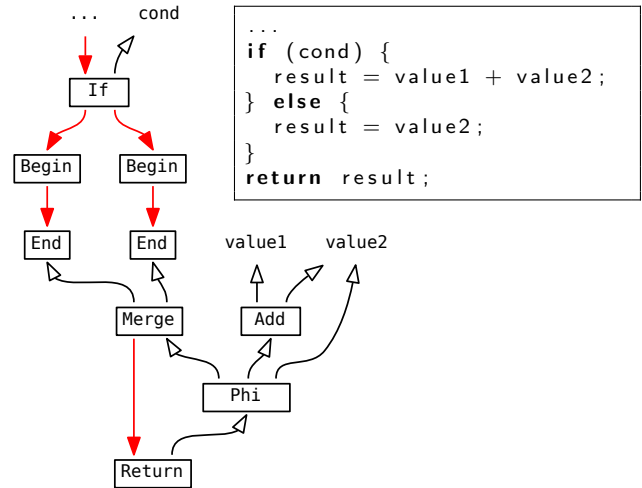 ... cond
If
Begin Begin
End End
value1 value2
Merge Add
Phi
Return
...
if (cond) {
  result = value1 + value2;
} else {
  result = value2;
}
return result;